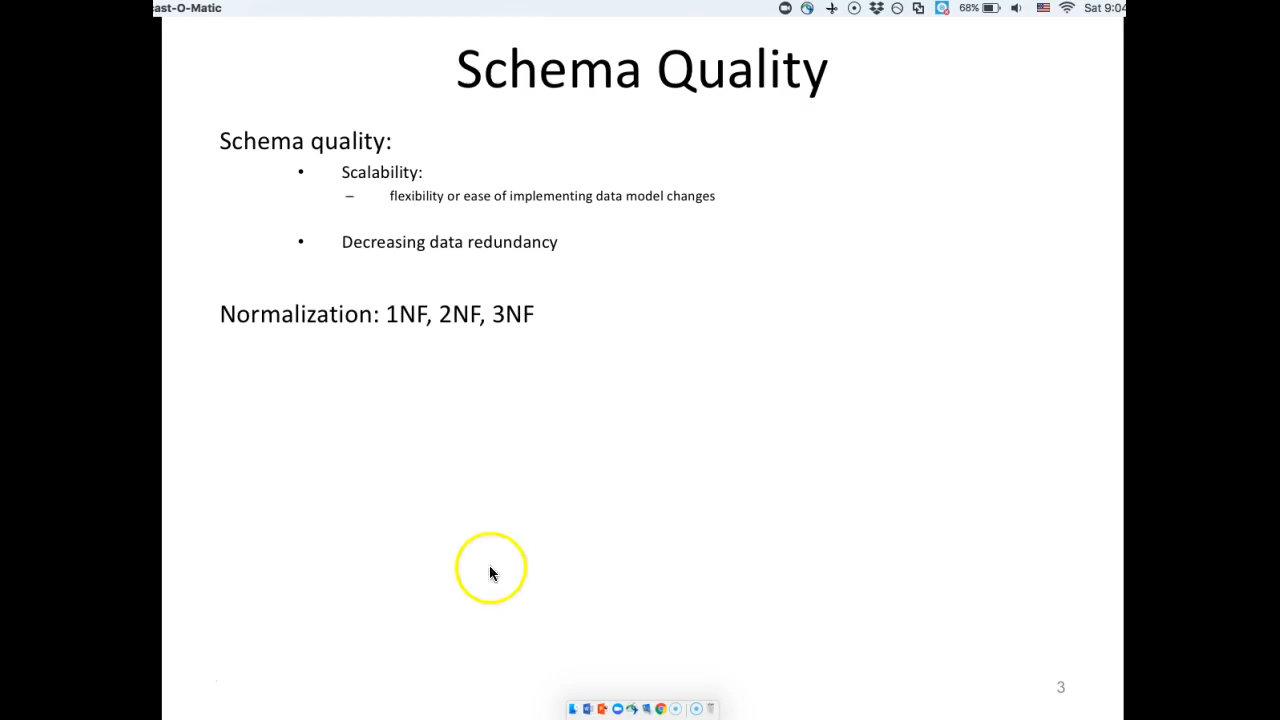 cast-O-Matic
68%
Sat 9:04
Schema Quality
Schema quality:
• Scalability:
– flexibility or ease of implementing data model changes
• Decreasing data redundancy
Normalization: 1NF, 2NF, 3NF
3